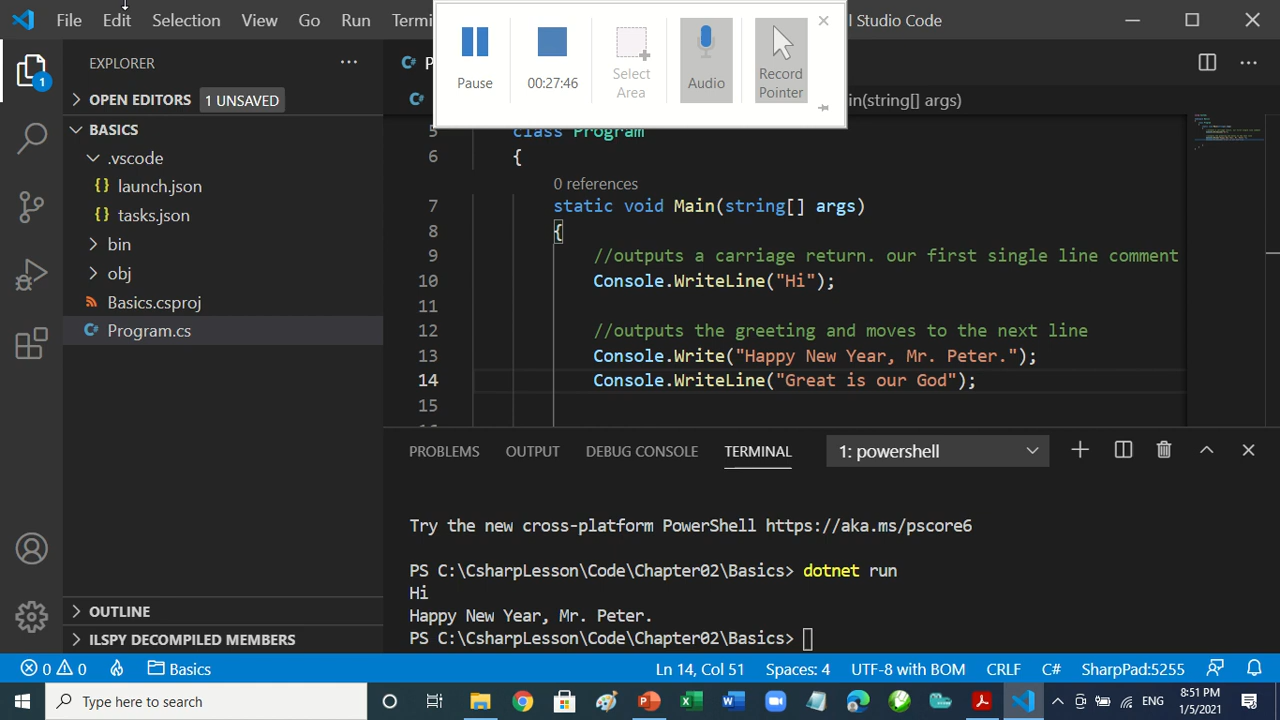 File Edit Selection View Go Run Termi
l Studio Code
Pause
00:27:46
Select Area
Audio
Record Pointer
EXPLORER
1
OPEN EDITORS 1 UNSAVED
BASICS
.vscode
{} launch.json
{} tasks.json
bin
obj
Basics.csproj
C# Program.cs
OUTLINE
ILSPY DECOMPILED MEMBERS
in(string[] args)
5 class Program
6 {
0 references
7 static void Main(string[] args)
8 {
9 //outputs a carriage return. our first single line comment
10 Console.WriteLine("Hi");
11
12 //outputs the greeting and moves to the next line
13 Console.Write("Happy New Year, Mr. Peter.");
14 Console.WriteLine("Great is our God");
15
PROBLEMS OUTPUT DEBUG CONSOLE TERMINAL 1: powershell
Try the new cross-platform PowerShell https://aka.ms/pscore6
PS C:\CsharpLesson\Code\Chapter02\Basics> dotnet run
Hi
Happy New Year, Mr. Peter.
PS C:\CsharpLesson\Code\Chapter02\Basics>
0 0 Basics Ln 14, Col 51 Spaces: 4 UTF-8 with BOM CRLF C# SharpPad:5255
Type here to search
ENG
8:51 PM
1/5/2021